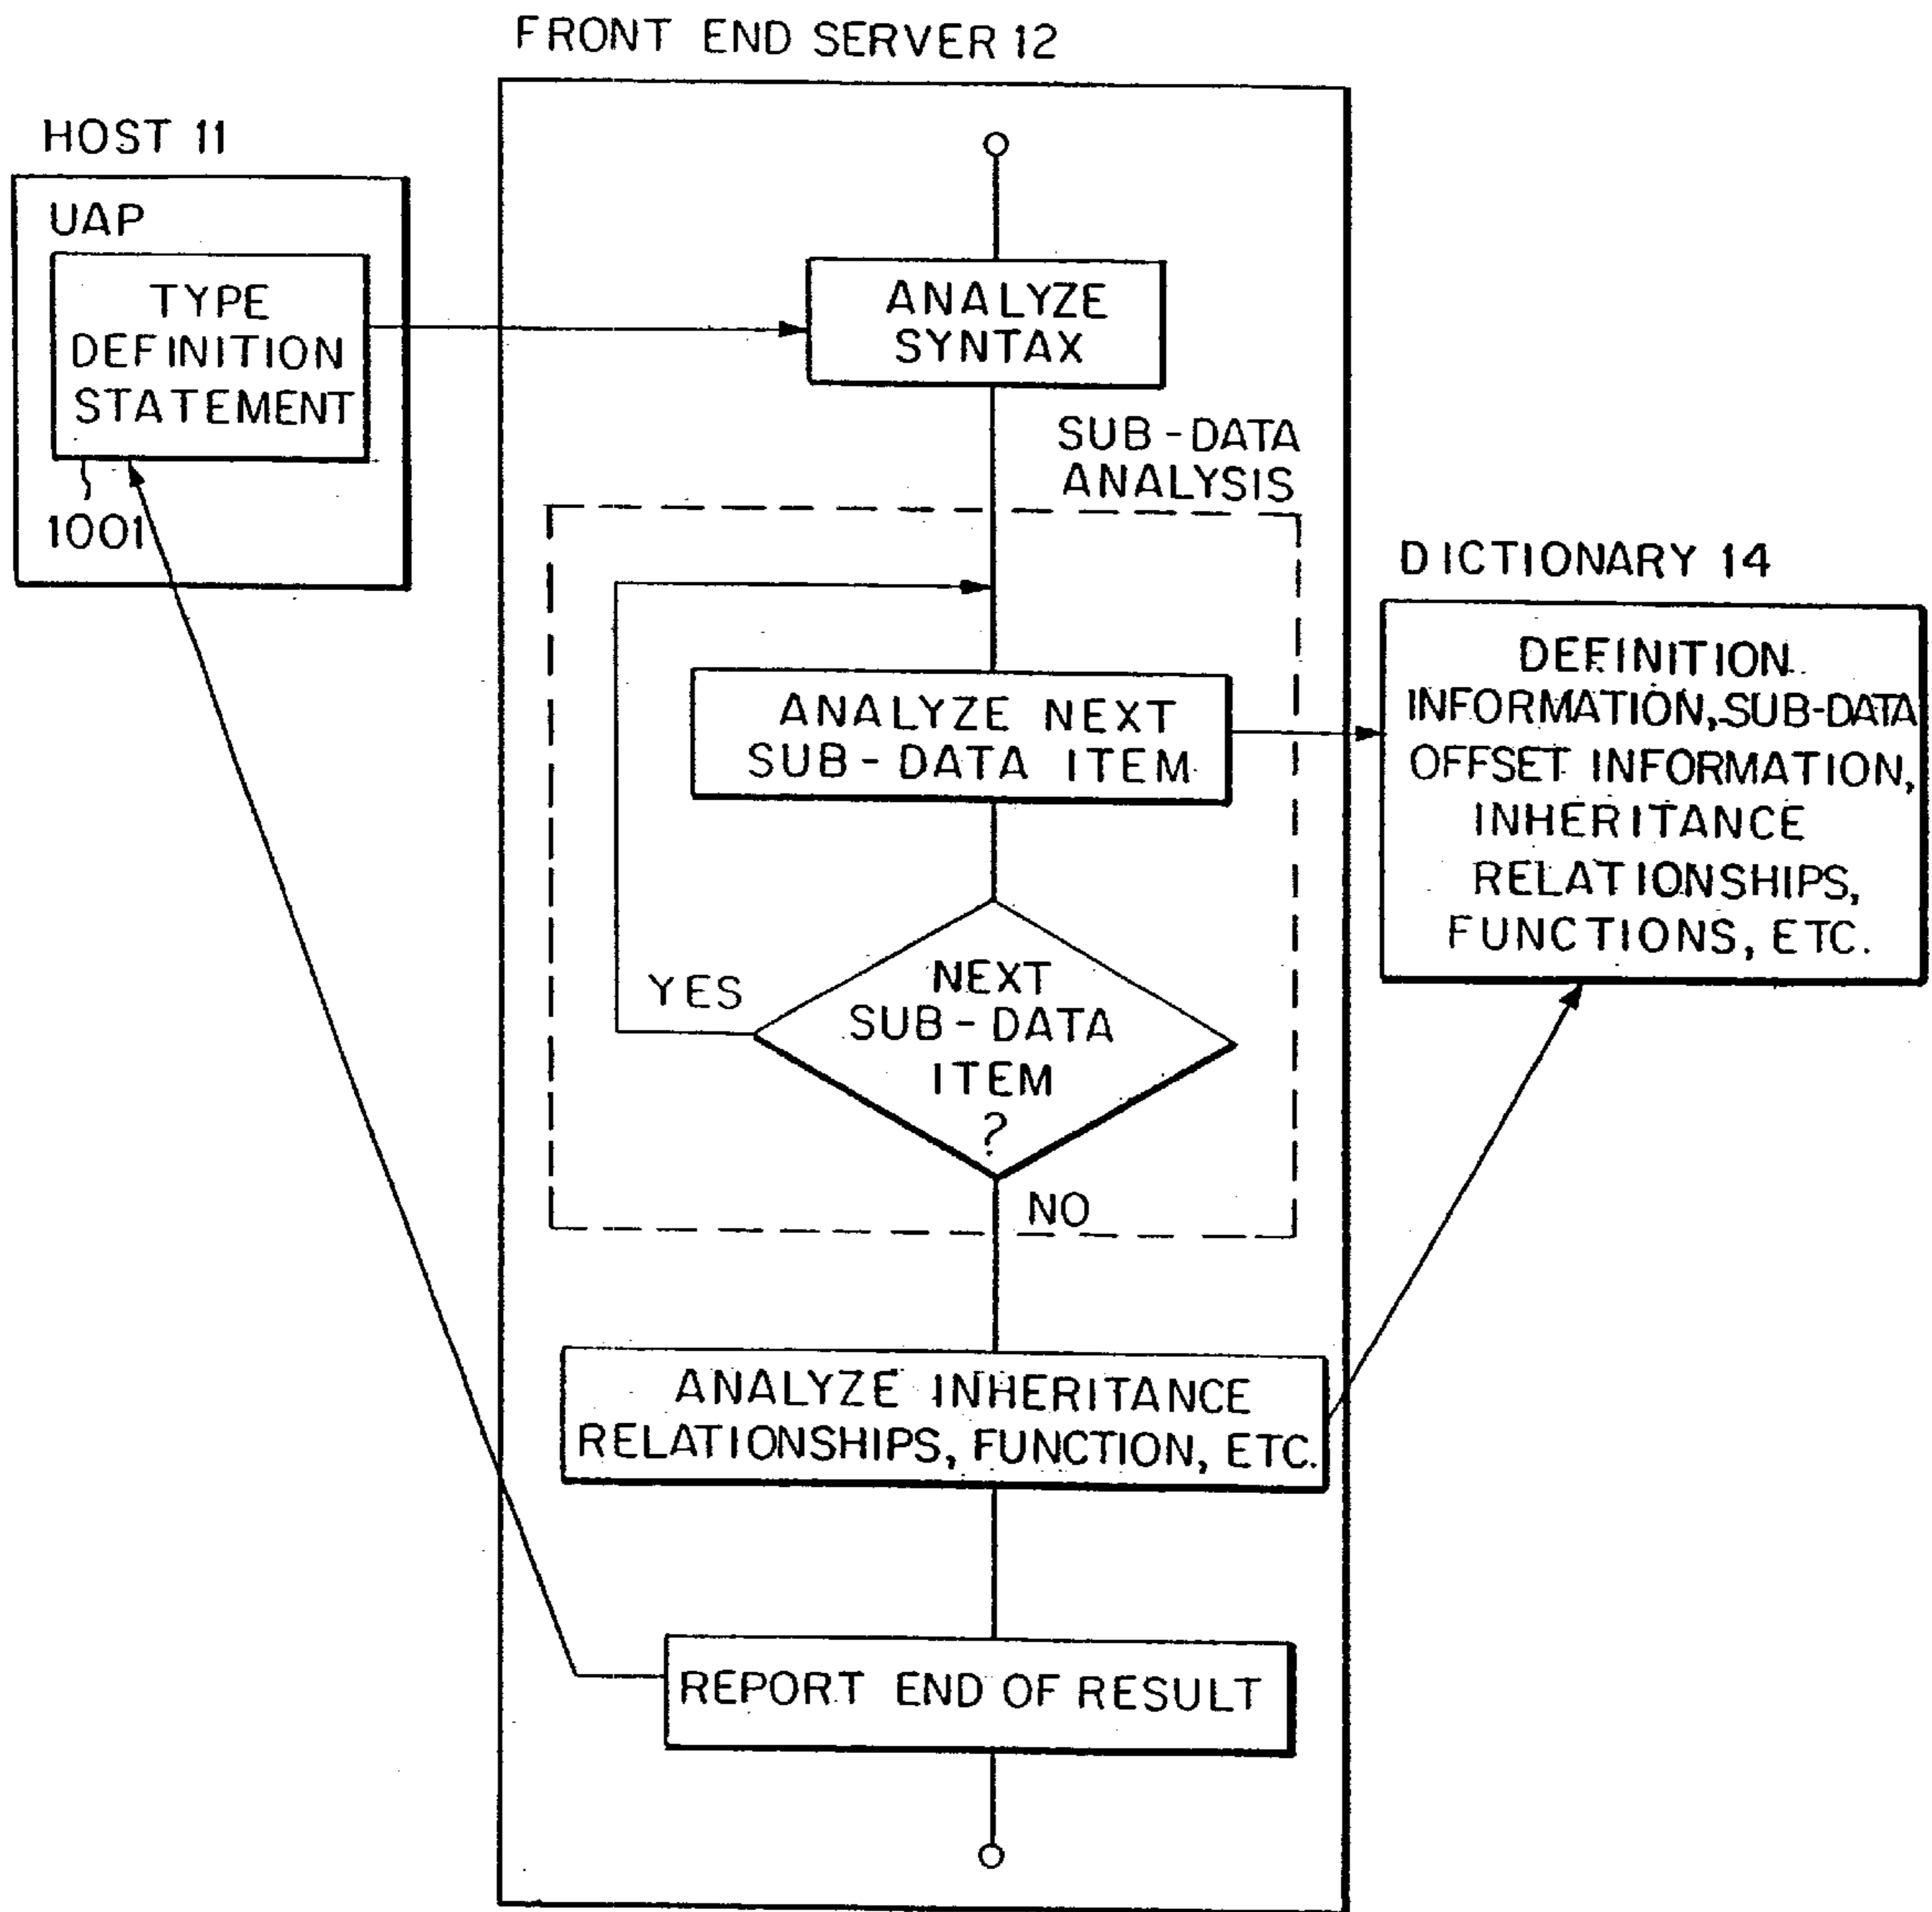 FRONT END SERVER 12
HOST 11
UAP
TYPE
DEFINITION
STATEMENT
1001
ANALYZE
SYNTAX
SUB-DATA
ANALYSIS
ANALYZE NEXT
SUB-DATA ITEM
YES
NEXT
SUB-DATA
ITEM
?
NO
DICTIONARY 14
DEFINITION
INFORMATION, SUB-DATA
OFFSET INFORMATION,
INHERITANCE
RELATIONSHIPS,
FUNCTIONS, ETC.
ANALYZE INHERITANCE
RELATIONSHIPS, FUNCTION, ETC.
REPORT END OF RESULT